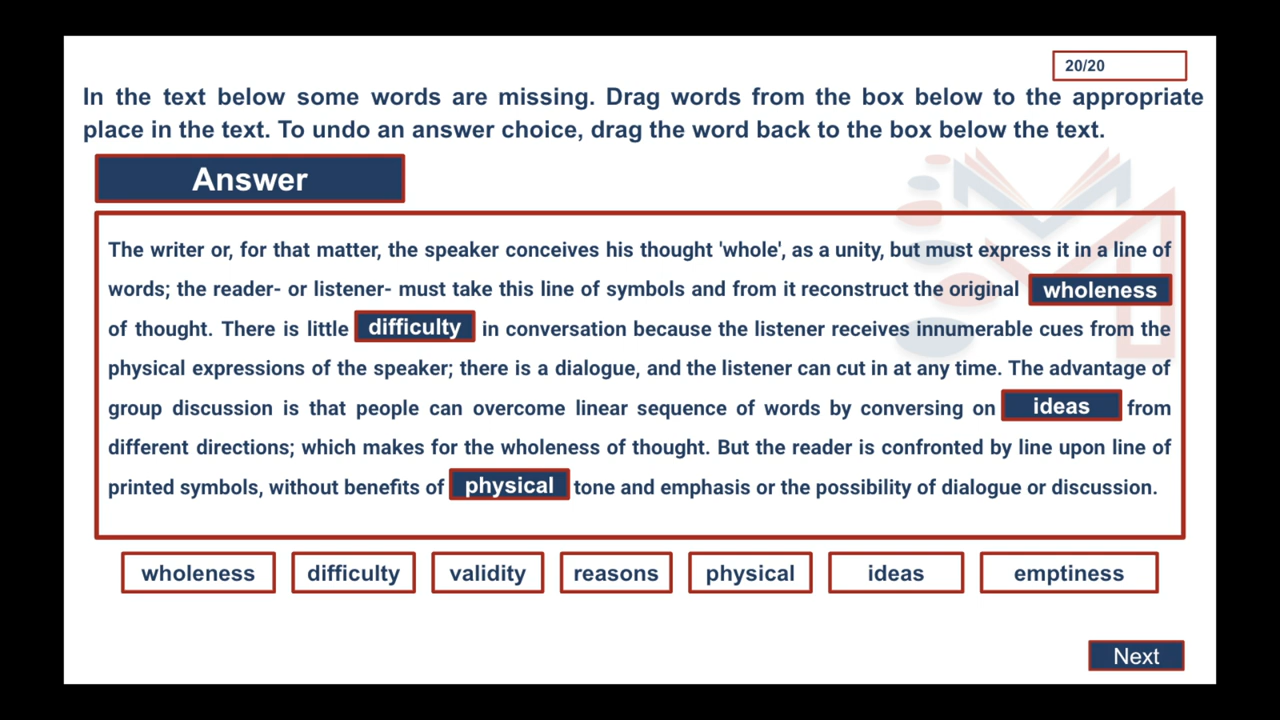 20/20
In the text below some words are missing. Drag words from the box below to the appropriate
place in the text. To undo an answer choice, drag the word back to the box below the text.
Answer
The writer or, for that matter, the speaker conceives his thought 'whole', as a unity, but must express it in a line of
words; the reader- or listener- must take this line of symbols and from it reconstruct the original wholeness
of thought. There is little difficulty in conversation because the listener receives innumerable cues from the
physical expressions of the speaker; there is a dialogue, and the listener can cut in at any time. The advantage of
group discussion is that people can overcome linear sequence of words by conversing on ideas from
different directions; which makes for the wholeness of thought. But the reader is confronted by line upon line of
printed symbols, without benefits of physical tone and emphasis or the possibility of dialogue or discussion.
wholeness difficulty validity reasons physical ideas emptiness
Next